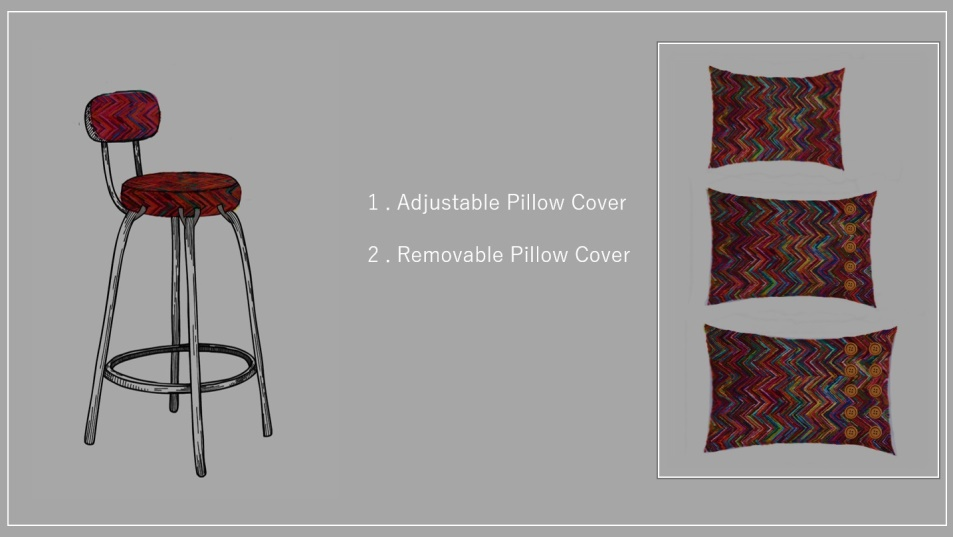 1 . Adjustable Pillow Cover
2 . Removable Pillow Cover